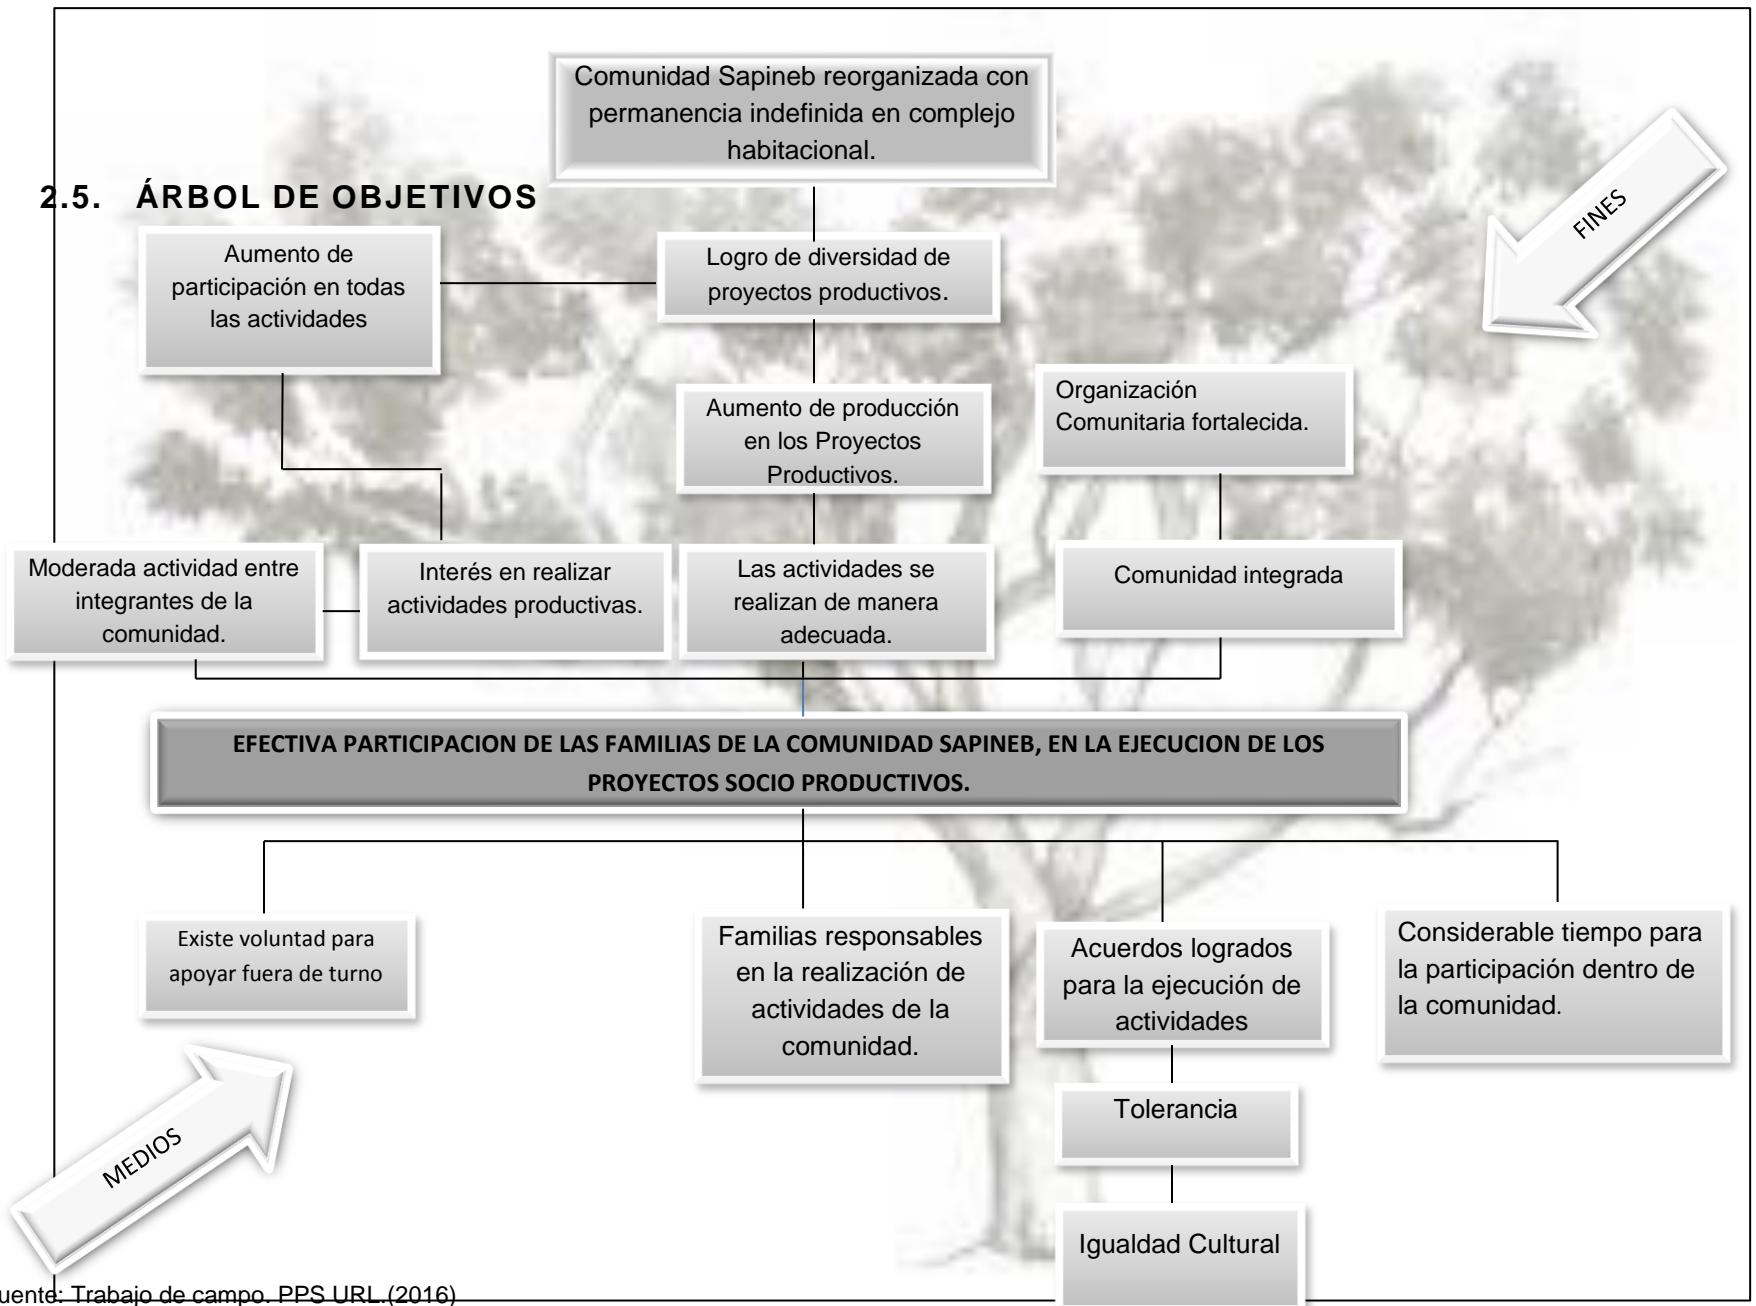 Comunidad Sapineb reorganizada con
permanencia indefinida en complejo
habitacional.
2.5. ÁRBOL DE OBJETIVOS
FINES
Aumento de
participación en todas
las actividades
Logro de diversidad de
proyectos productivos.
Aumento de producción
en los Proyectos
Productivos.
Organización
Comunitaria fortalecida.
Moderada actividad entre
integrantes de la
comunidad.
Interés en realizar
actividades productivas.
Las actividades se
realizan de manera
adecuada.
Comunidad integrada
EFECTIVA PARTICIPACION DE LAS FAMILIAS DE LA COMUNIDAD SAPINEB, EN LA EJECUCION DE LOS
PROYECTOS SOCIO PRODUCTIVOS.
Existe voluntad para
apoyar fuera de turno
Familias responsables
en la realización de
actividades de la
comunidad.
Acuerdos logrados
para la ejecución de
actividades
Considerable tiempo para
la participación dentro de
la comunidad.
MEDIOS
Tolerancia
Igualdad Cultural
uente: Trabajo de campo. PPS URL.(2016)